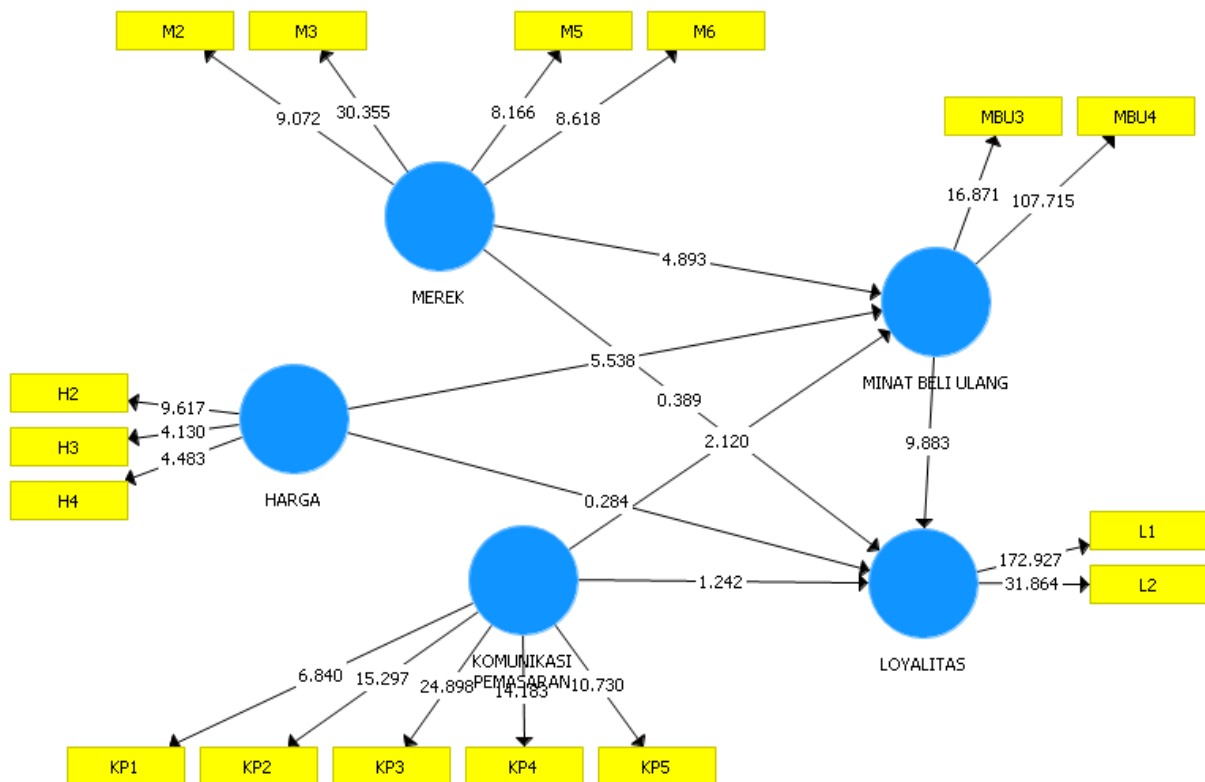 M2
M3
M5
M6
9.072
30.355
8.166
8.618
MBU3
MBU4
16.871
107.715
MEREK
4.893
5.538
MINAT BELI ULANG
H2
H3
H4
9.617
4.130
4.483
HARGA
0.389
2.120
9.883
0.284
L1
L2
172.927
31.864
1.242
LOYALITAS
KOMUNIKASI
PEMASARAN
6.840
15.297
24.898
14.183
10.730
KP1
KP2
KP3
KP4
KP5